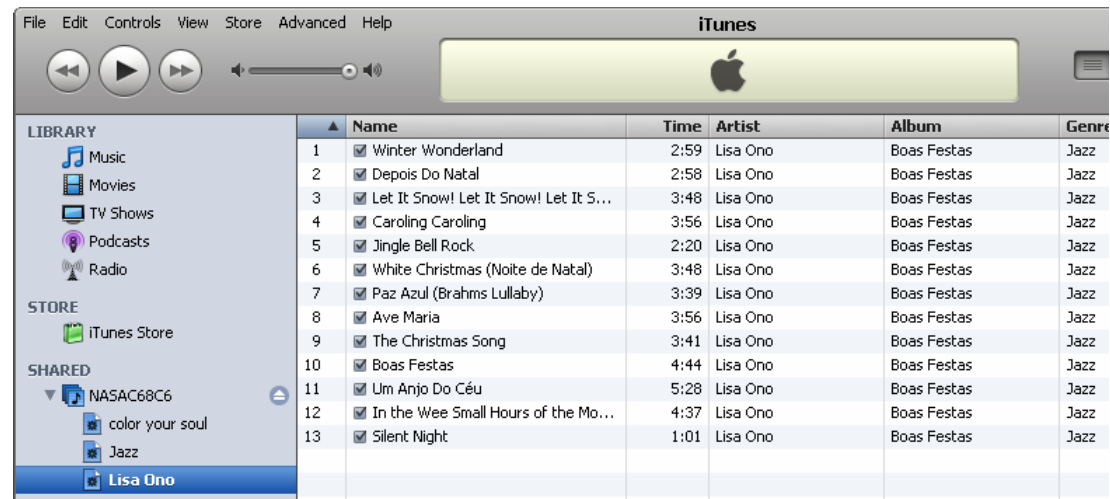 File Edit Controls View Store Advanced Help
iTunes
LIBRARY
Music
Movies
TV Shows
Podcasts
Radio
STORE
iTunes Store
SHARED
NASAC68C6
color your soul
Jazz
Lisa Ono
Name Time Artist Album Genre
1 Winter Wonderland 2:59 Lisa Ono Boas Festas Jazz
2 Depois Do Natal 2:58 Lisa Ono Boas Festas Jazz
3 Let It Snow! Let It Snow! Let It S... 3:48 Lisa Ono Boas Festas Jazz
4 Caroling Caroling 3:56 Lisa Ono Boas Festas Jazz
5 Jingle Bell Rock 2:20 Lisa Ono Boas Festas Jazz
6 White Christmas (Noite de Natal) 3:48 Lisa Ono Boas Festas Jazz
7 Paz Azul (Brahms Lullaby) 3:39 Lisa Ono Boas Festas Jazz
8 Ave Maria 3:56 Lisa Ono Boas Festas Jazz
9 The Christmas Song 3:41 Lisa Ono Boas Festas Jazz
10 Boas Festas 4:44 Lisa Ono Boas Festas Jazz
11 Um Anjo Do Céu 5:28 Lisa Ono Boas Festas Jazz
12 In the Wee Small Hours of the Mo... 4:37 Lisa Ono Boas Festas Jazz
13 Silent Night 1:01 Lisa Ono Boas Festas Jazz